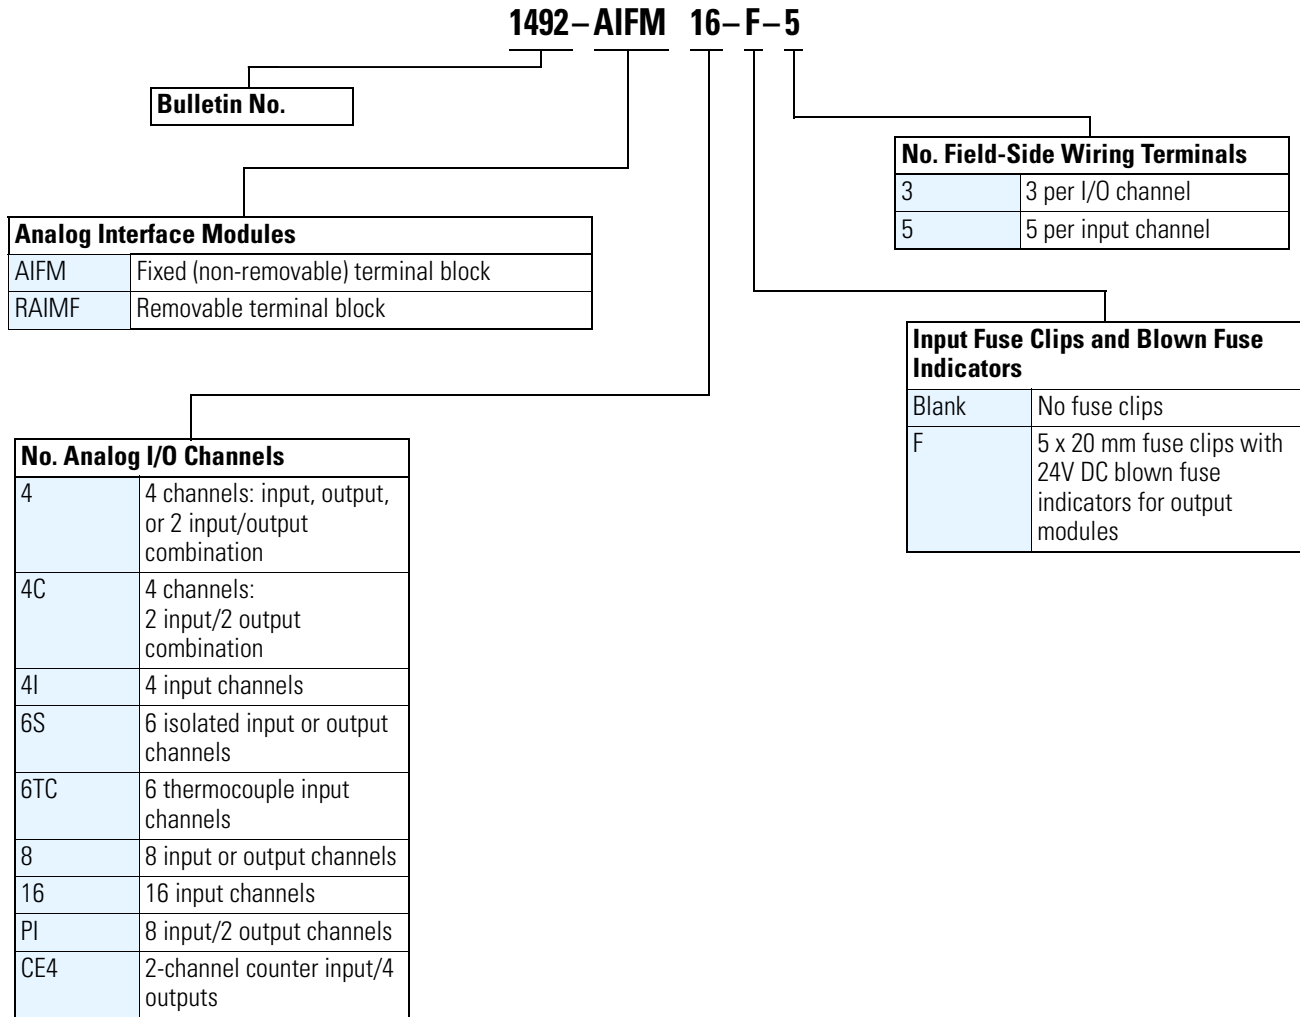 1492–AIFM 16–F–5
Bulletin No.
No. Field-Side Wiring Terminals
3 3 per I/O channel
5 5 per input channel
Analog Interface Modules
AIFM Fixed (non-removable) terminal block
RAIMF Removable terminal block
Input Fuse Clips and Blown Fuse
Indicators
Blank No fuse clips
F 5 x 20 mm fuse clips with
24V DC blown fuse
indicators for output
modules
No. Analog I/O Channels
4 4 channels: input, output,
or 2 input/output
combination
4C 4 channels:
2 input/2 output
combination
4I 4 input channels
6S 6 isolated input or output
channels
6TC 6 thermocouple input
channels
8 8 input or output channels
16 16 input channels
PI 8 input/2 output channels
CE4 2-channel counter input/4
outputs